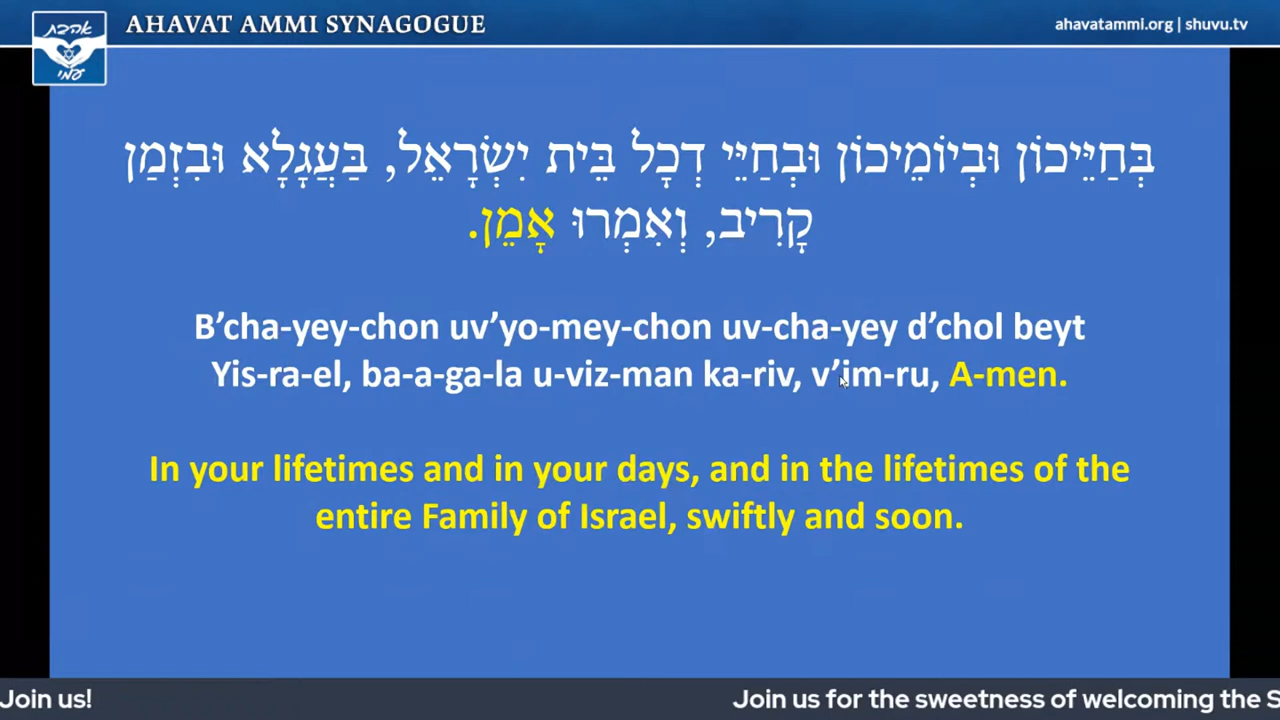 אהבת
עמי
AHAVAT AMMI SYNAGOGUE
ahavatammi.org | shuvu.tv
בְּחַיֵּיכוֹן וּבְיוֹמֵיכוֹן וּבְחַיֵּי דְכָל בֵּית יִשְׂרָאֵל, בַּעֲגָלָא וּבִזְמַן
קָרִיב, וְאִמְרוּ אָמֵן.
B’cha-yey-chon uv’yo-mey-chon uv-cha-yey d’chol beyt
Yis-ra-el, ba-a-ga-la u-viz-man ka-riv, v’im-ru, A-men.
In your lifetimes and in your days, and in the lifetimes of the
entire Family of Israel, swiftly and soon.
Join us! Join us for the sweetness of welcoming the S